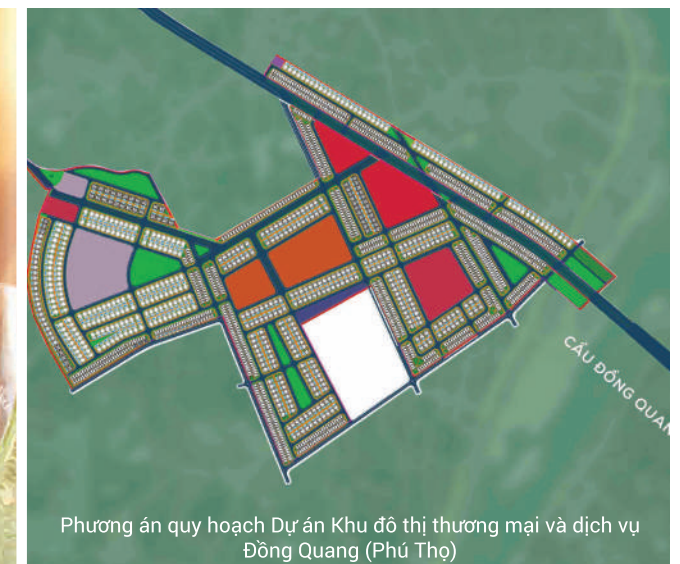 CẦU ĐỒNG QUAN
Phương án quy hoạch Dự án Khu đô thị thương mại và dịch vụ
Đồng Quang (Phú Thọ)